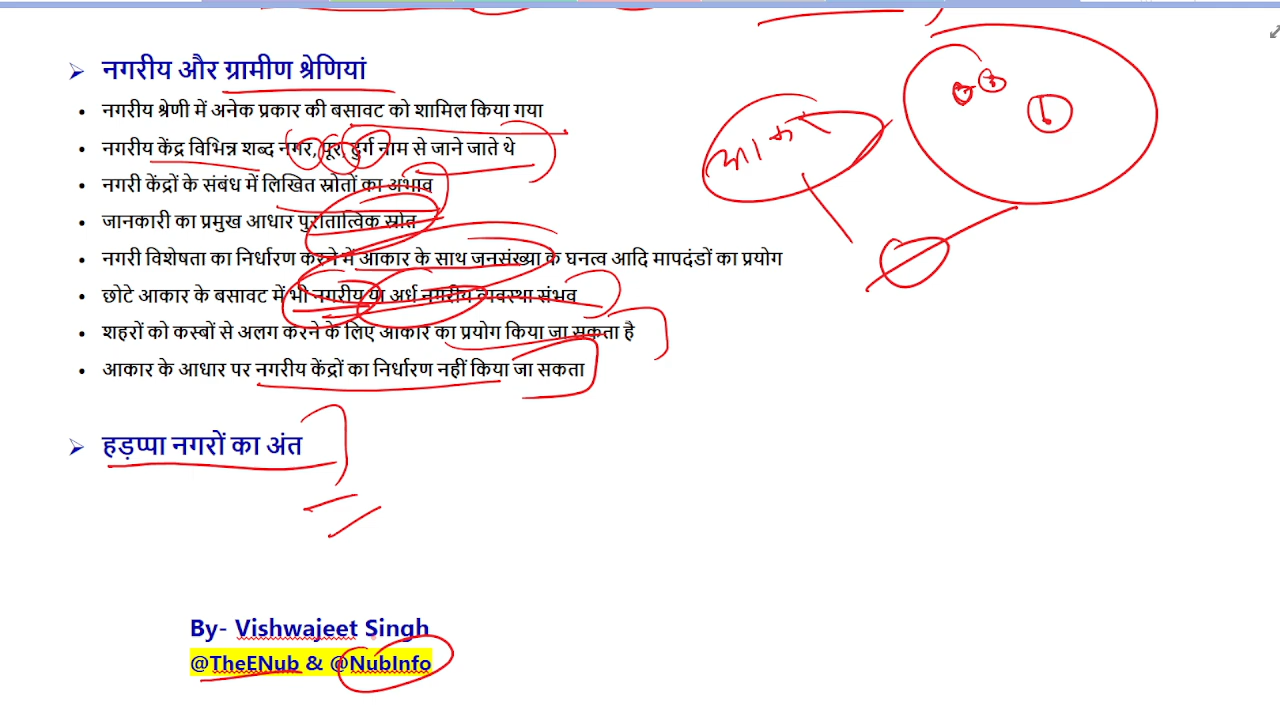 ➢ नगरीय और ग्रामीण श्रेणियां
• नगरीय श्रेणी में अनेक प्रकार की बसावट को शामिल किया गया
• नगरीय केंद्र विभिन्न शब्द नगर, पूर, दुर्ग नाम से जाने जाते थे
• नगरी केंद्रों के संबंध में लिखित स्रोतों का अभाव
• जानकारी का प्रमुख आधार पुरातात्विक स्रोत
• नगरी विशेषता का निर्धारण करने में आकार के साथ जनसंख्या के घनत्व आदि मापदंडों का प्रयोग
• छोटे आकार के बसावट में भी नगरीय या अर्ध नगरीय व्यवस्था संभव
• शहरों को कस्बों से अलग करने के लिए आकार का प्रयोग किया जा सकता है
• आकार के आधार पर नगरीय केंद्रों का निर्धारण नहीं किया जा सकता
आकार
➢ हड़प्पा नगरों का अंत
By- Vishwajeet Singh
@TheENub & @NubInfo